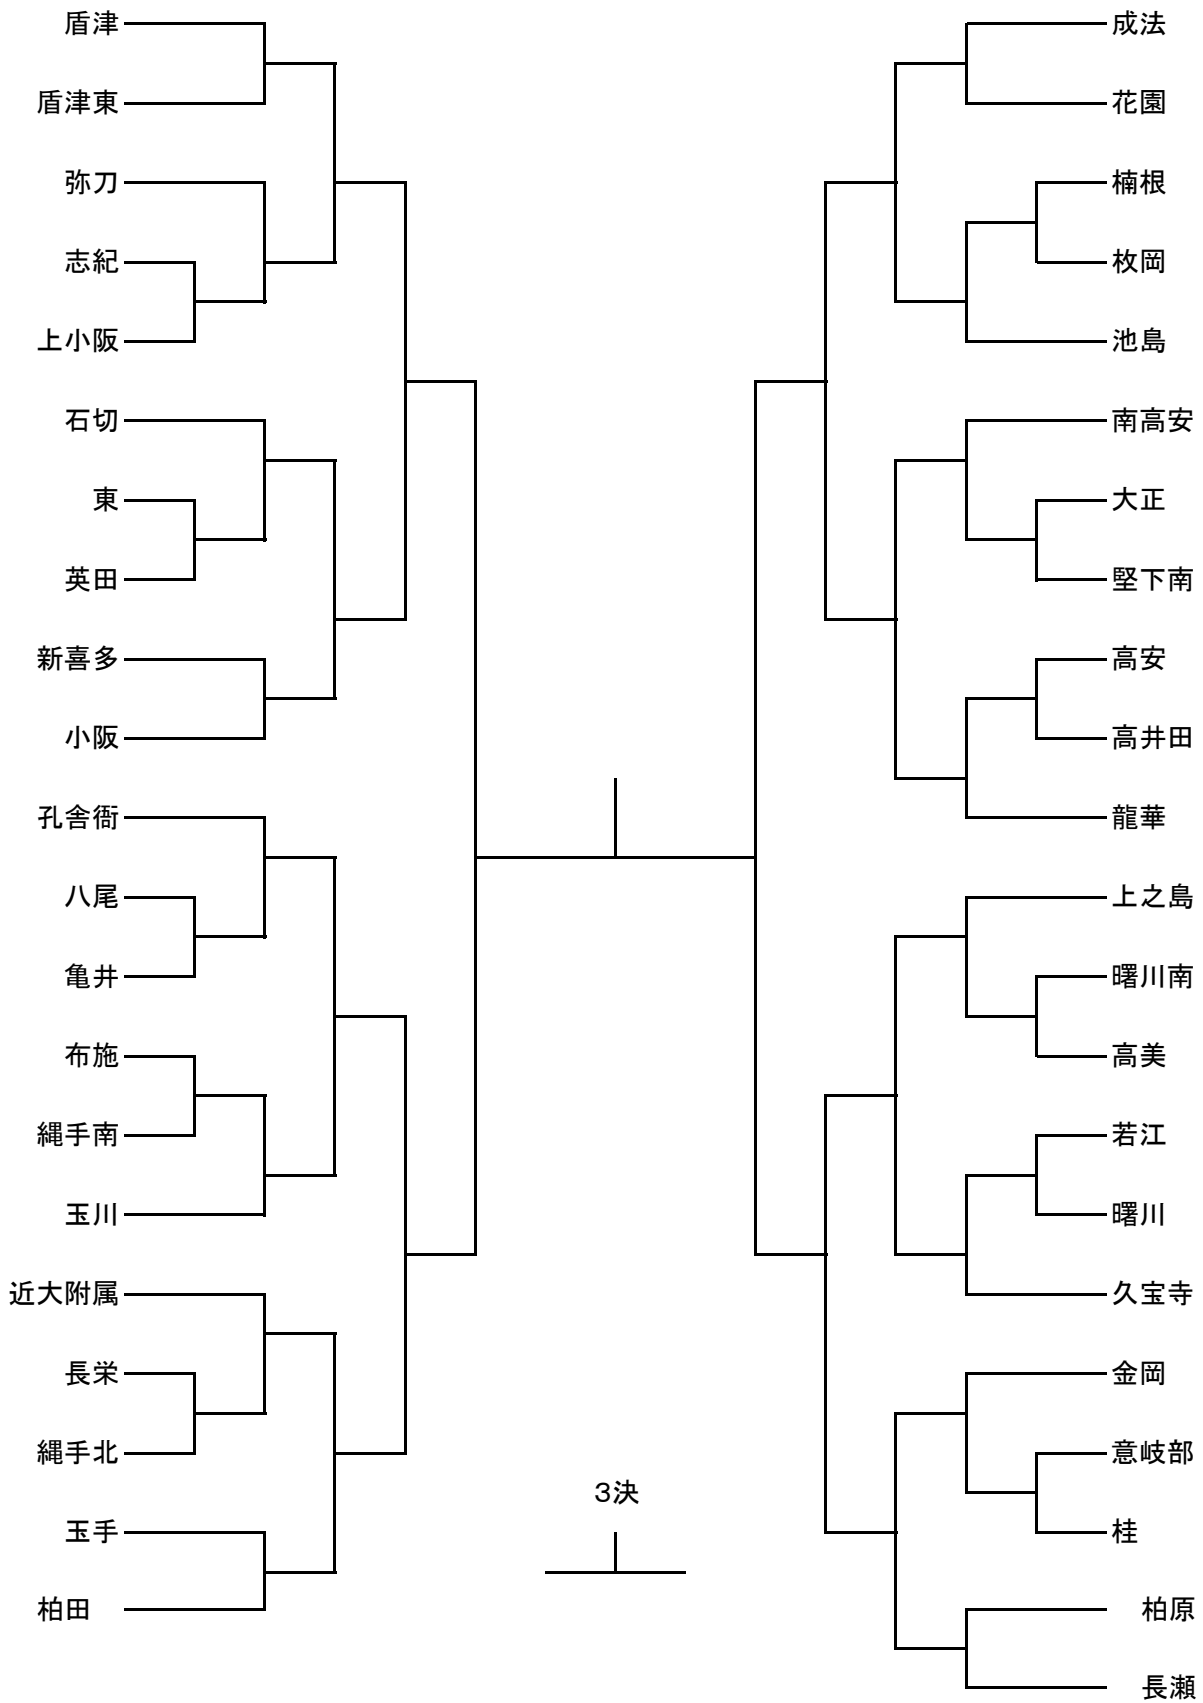 盾津
盾津東
弥刀
志紀
上小阪
石切
東
英田
新喜多
小阪
孔舎衙
八尾
亀井
布施
縄手南
玉川
近大附属
長栄
縄手北
玉手
柏田
3決
成法
花園
楠根
枚岡
池島
南高安
大正
堅下南
高安
高井田
龍華
上之島
曙川南
高美
若江
曙川
久宝寺
金岡
意岐部
桂
柏原
長瀬